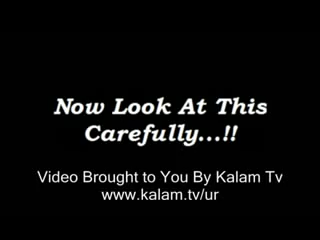 Now Look At This
Carefully...!!
Video Brought to You By Kalam Tv
www.kalam.tv/ur